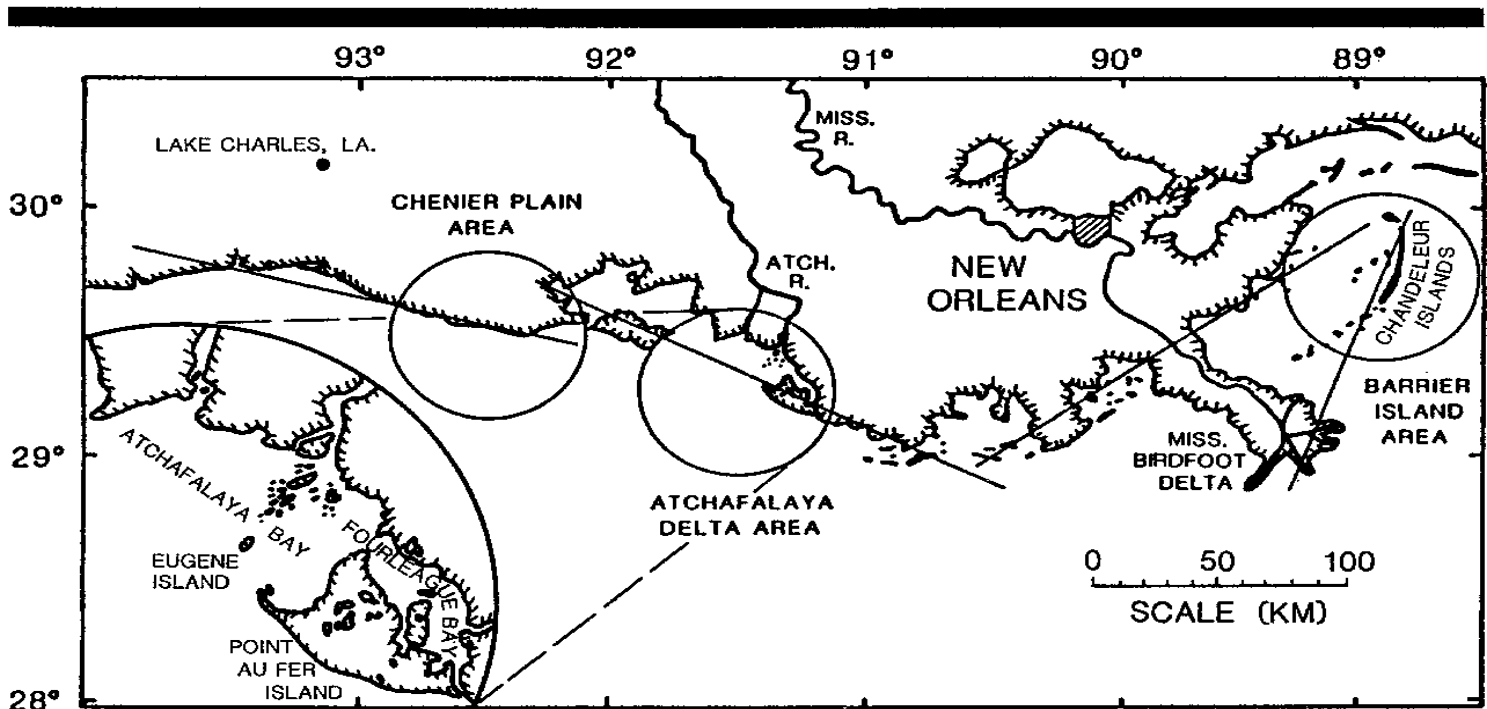 93° 92° 91° 90° 89°
30°
29°
28°
LAKE CHARLES, LA.
CHENIER PLAIN
AREA
MISS.
R.
ATCH.
R.
NEW
ORLEANS
CHANDELEUR
ISLANDS
BARRIER
ISLAND
AREA
MISS.
BIRDFOOT
DELTA
ATCHAFALAYA
DELTA AREA
ATCHAFALAYA
BAY
FOURLEAGUE BAY
EUGENE
ISLAND
POINT
AU FER
ISLAND
0 50 100
SCALE (KM)